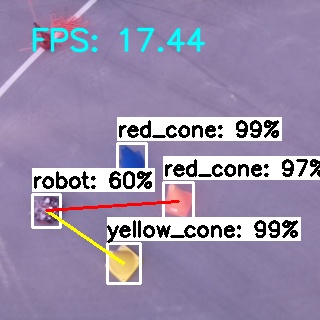 FPS: 17.44
red_cone: 99%
red_cone: 97%
robot: 60%
yellow_cone: 99%